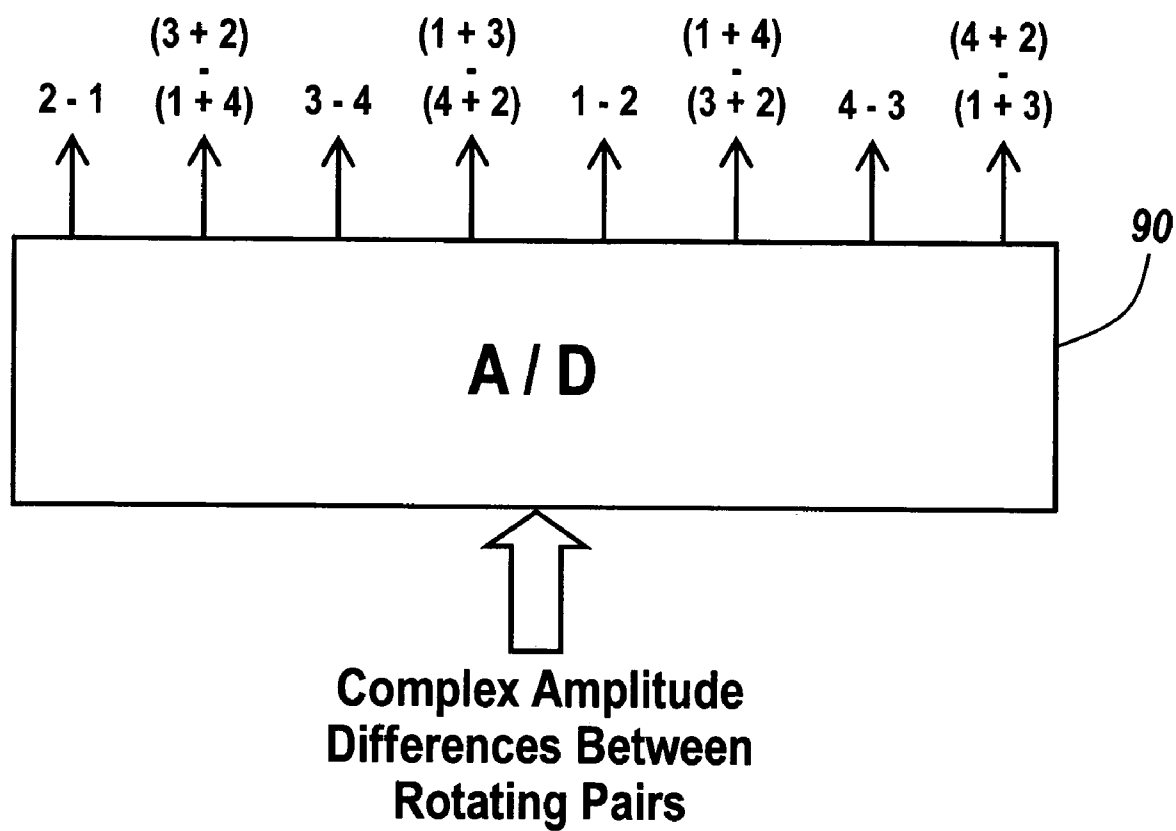 (3 + 2) (1 + 3) (1 + 4) (4 + 2)
- - - -
2 - 1 (1 + 4) 3 - 4 (4 + 2) 1 - 2 (3 + 2) 4 - 3 (1 + 3)
90
A / D
Complex Amplitude
Differences Between
Rotating Pairs